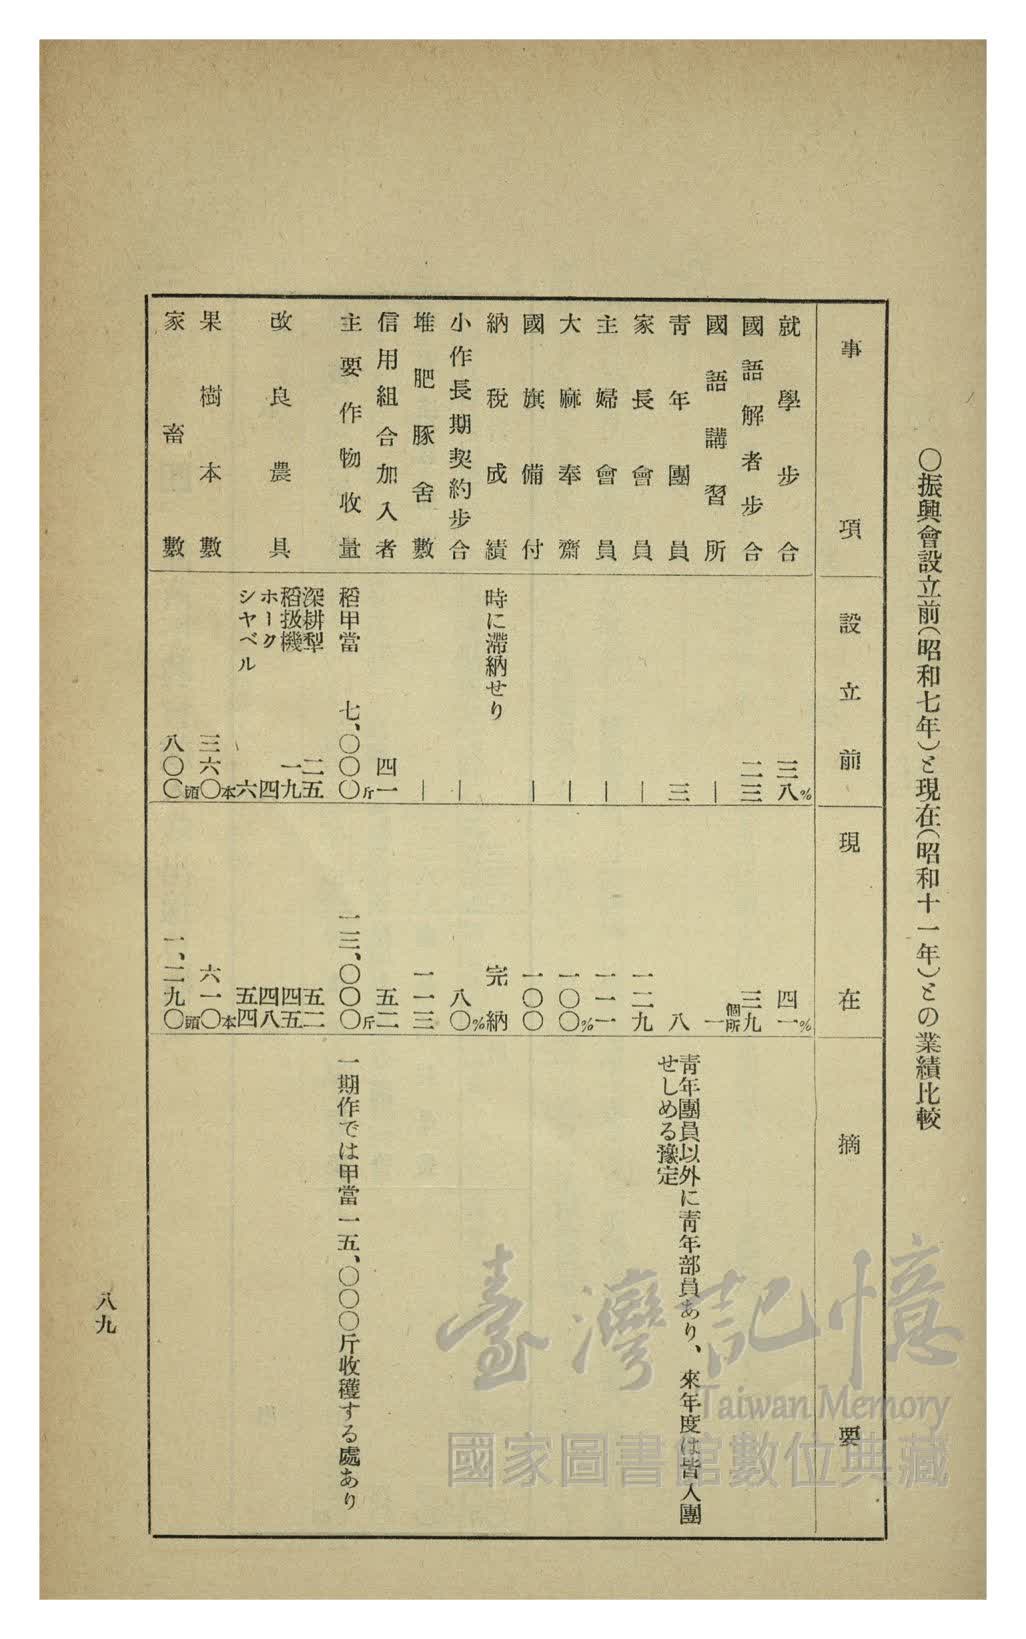 〇振興會設立前(昭和七年)と現在(昭和十一年)との業績比較
事項 設立前 現在 摘要
就學步合 三八% 四一%
國語解者步合 二三 三九
國語講習所 ー 一個所
靑年團員 三 八 靑年團員以外に靑年部員あり、來年度は皆入團
せしめる豫定
家長會員 ー 一二九
主婦會員 ー 一一一
大麻奉齋 ー 一〇〇%
國旗備付 ー 一〇〇
納稅成績 時に滯納せり 完納
小作長期契約步合 ー 八〇%
堆肥豚舍數 ー 一一三
信用組合加入者 四一 五二
主要作物收量 稻甲當 七、〇〇〇斤 一三、〇〇〇斤 一期作では甲當一五、〇〇〇斤收穫する處あり
改良農具 深耕犁 二五 五二
稻扱機 一九 四五
ホーク 四 四八
シヤベル 六 五四
果樹本數 三六〇本 六一〇本
家畜數 八〇〇頭 一、二九〇頭
八九
臺灣記憶
Taiwan Memory
國家圖書館數位典藏